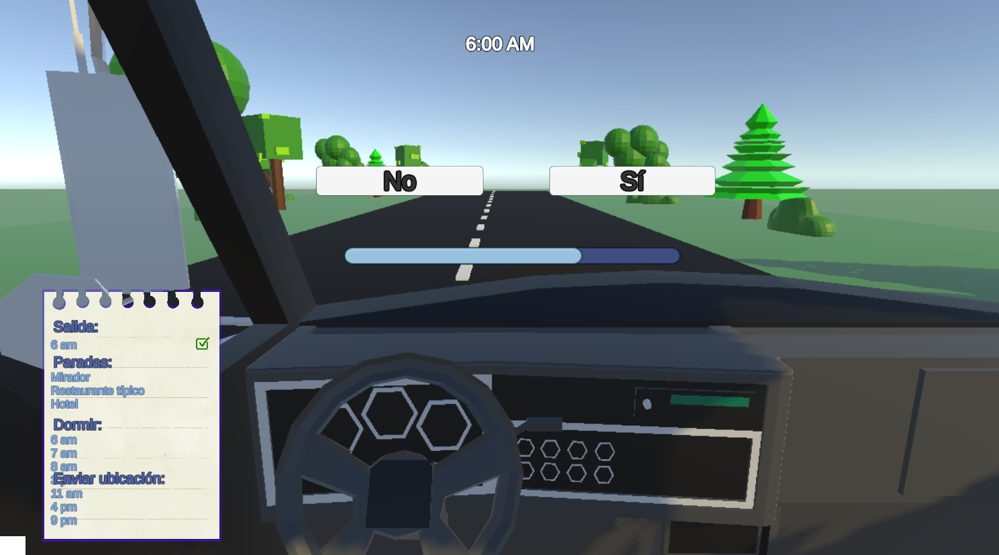 6:00 AM
No
Sí
Salida:
6 am
Paradas:
Mirador
Restaurante típico
Hotel
Dormir:
6 am
7 am
8 am
Enviar ubicación:
11 am
4 pm
9 pm